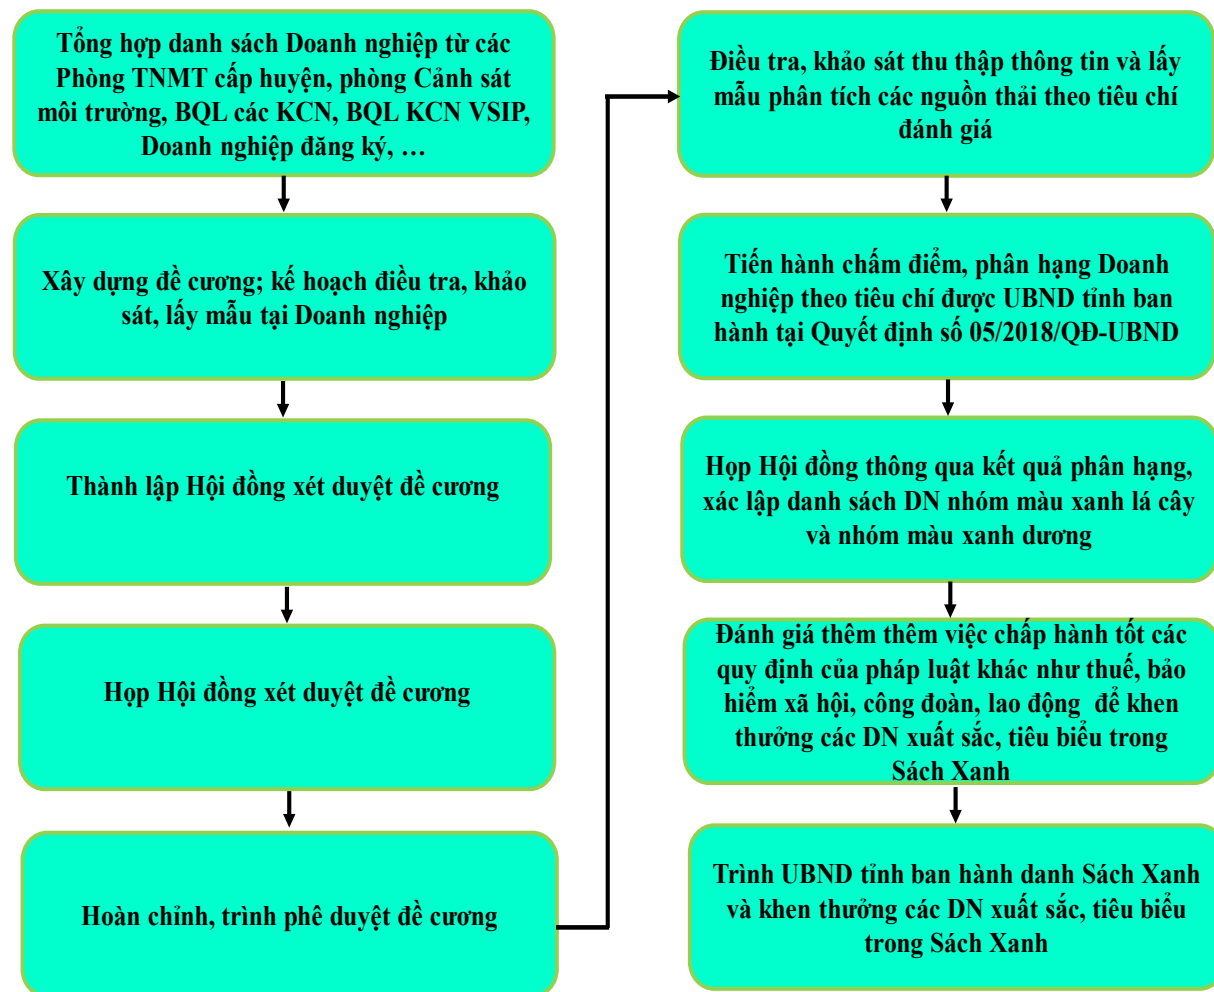 Tổng hợp danh sách Doanh nghiệp từ các
Phòng TNMT cấp huyện, phòng Cảnh sát
môi trường, BQL các KCN, BQL KCN VSIP,
Doanh nghiệp đăng ký, …
Xây dựng đề cương; kế hoạch điều tra, khảo
sát, lấy mẫu tại Doanh nghiệp
Thành lập Hội đồng xét duyệt đề cương
Họp Hội đồng xét duyệt đề cương
Hoàn chỉnh, trình phê duyệt đề cương
Điều tra, khảo sát thu thập thông tin và lấy
mẫu phân tích các nguồn thải theo tiêu chí
đánh giá
Tiến hành chấm điểm, phân hạng Doanh
nghiệp theo tiêu chí được UBND tỉnh ban
hành tại Quyết định số 05/2018/QĐ-UBND
Họp Hội đồng thông qua kết quả phân hạng,
xác lập danh sách DN nhóm màu xanh lá cây
và nhóm màu xanh dương
Đánh giá thêm thêm việc chấp hành tốt các
quy định của pháp luật khác như thuế, bảo
hiểm xã hội, công đoàn, lao động để khen
thưởng các DN xuất sắc, tiêu biểu trong
Sách Xanh
Trình UBND tỉnh ban hành danh Sách Xanh
và khen thưởng các DN xuất sắc, tiêu biểu
trong Sách Xanh